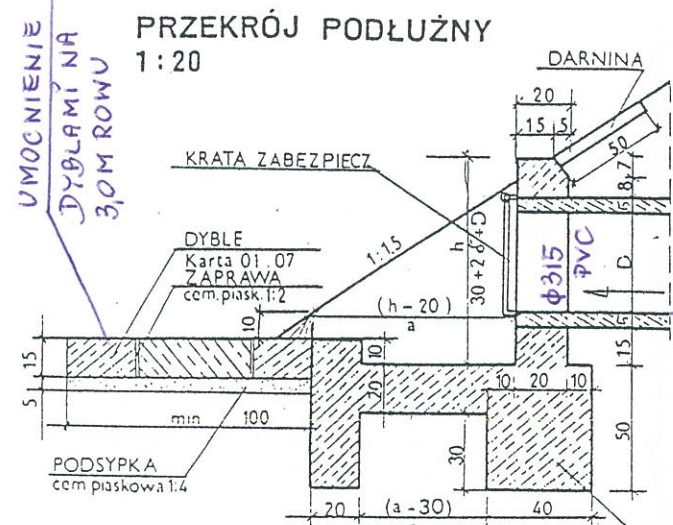 PRZEKRÓJ PODŁUŻNY
1:20
UMOCNIENIE
DYBLAMI NA
3,0M ROWU
DARNINA
20
15 5
50
KRATA ZABEZPIECZ
8,7
DYBLE
Karta 01.07
ZAPRAWA
cem.piask.1:2
1:1.5
h
5
ϕ315
PVC
D
(h-20)
a
10
5
15
10
15
5
20
10 20 10
min 100
30
50
PODSYPKA
cem piaskowa 1:4
20
(a-30)
40